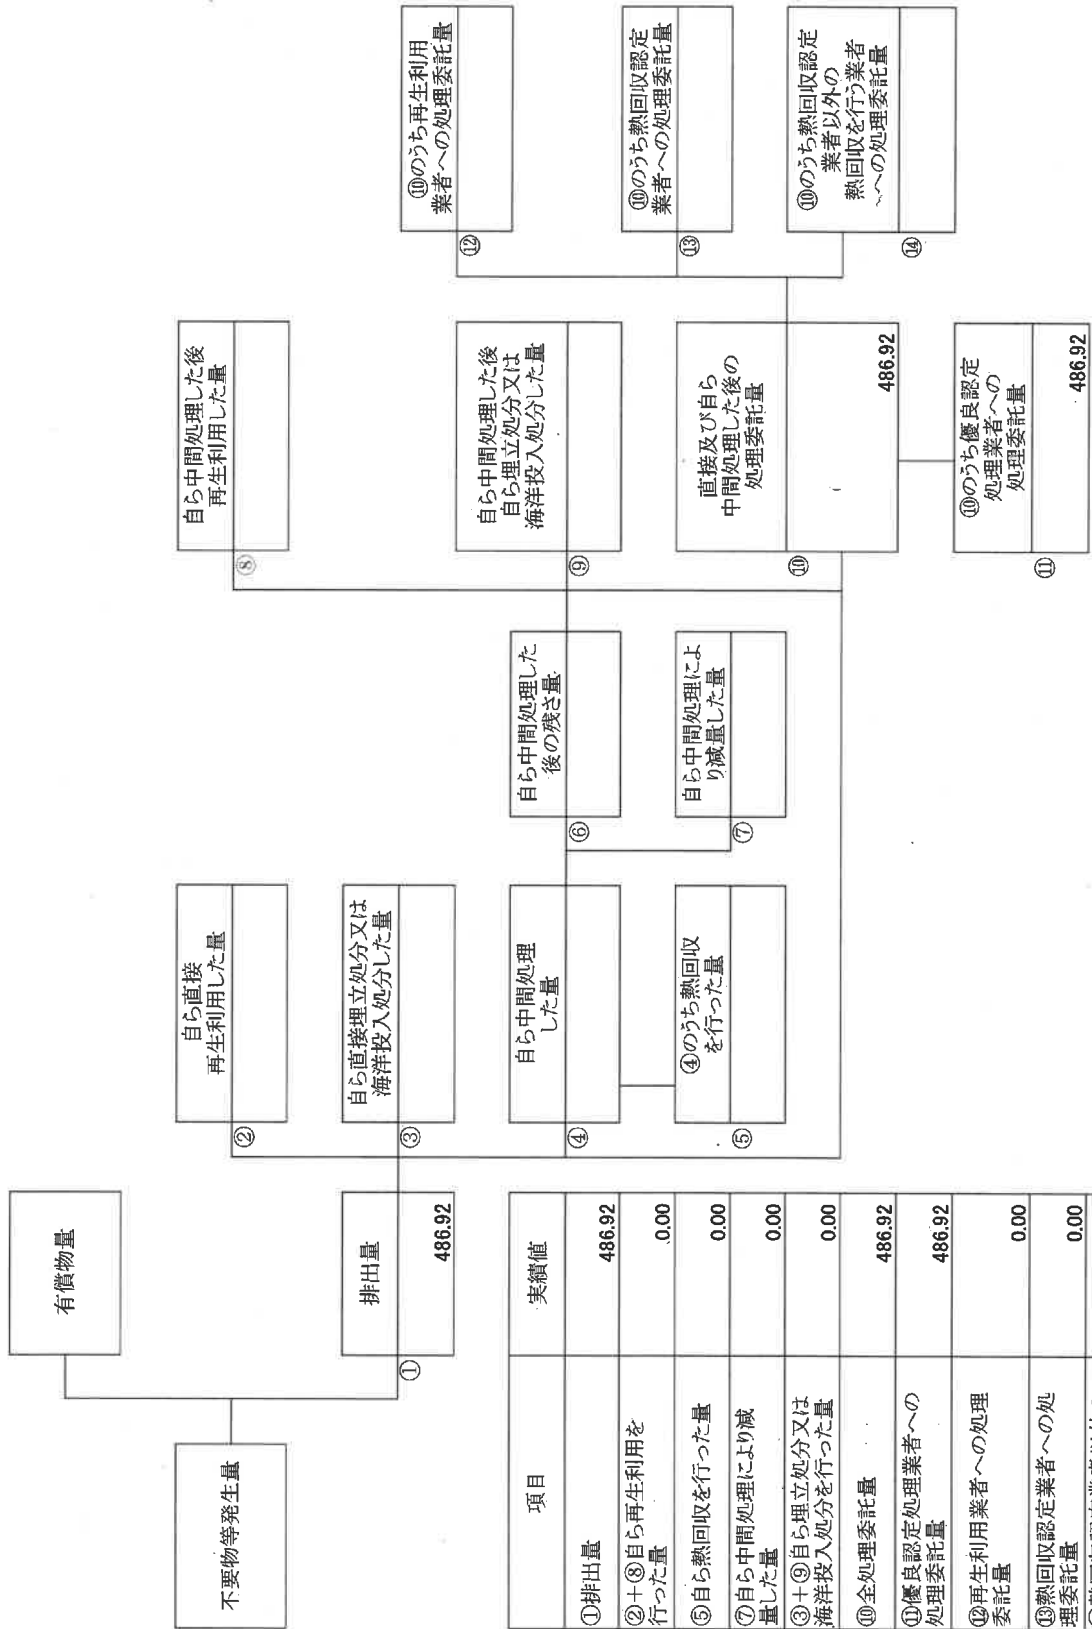 有償物量
不要物等発生量
排出量
①
486.92
自ら直接
再生利用した量
②
自ら直接埋立処分又は
海洋投入処分した量
③
自ら中間処理
した量
④
④のうち熱回収
を行った量
⑤
自ら中間処理した
後の残さ量
⑥
自ら中間処理によ
り減量した量
⑦
自ら中間処理した後
再生利用した量
⑧
自ら中間処理した後
自ら埋立処分又は
海洋投入処分した量
⑨
直接及び自ら
中間処理した後の
処理委託量
⑩
486.92
⑩のうち優良認定
処理業者への
処理委託量
⑪
486.92
⑩のうち再生利用
業者への処理委託量
⑫
⑩のうち熱回収認定
業者への処理委託量
⑬
⑩のうち熱回収認定
業者以外の
熱回収を行う業者
への処理委託量
⑭
項目 実績値
①排出量 486.92
②+⑧自ら再生利用を
行った量 0.00
⑤自ら熱回収を行った量 0.00
⑦自ら中間処理により減
量した量 0.00
③+⑨自ら埋立処分又は
海洋投入処分を行った量 0.00
⑩全処理委託量 486.92
⑪優良認定処理業者への
処理委託量 486.92
⑫再生利用業者への処理
委託量 0.00
⑬熱回収認定業者への処
理委託量 0.00